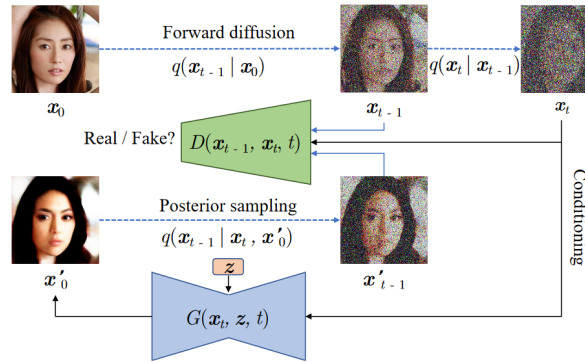 Forward diffusion
q(x_{t-1} | x_0)
q(x_t | x_{t-1})
x_0
x_{t-1}
x_t
Real / Fake?
D(x_{t-1}, x_t, t)
Conditioning
Posterior sampling
q(x_{t-1} | x_t, x'_0)
z
x'_0
x'_{t-1}
G(x_t, z, t)